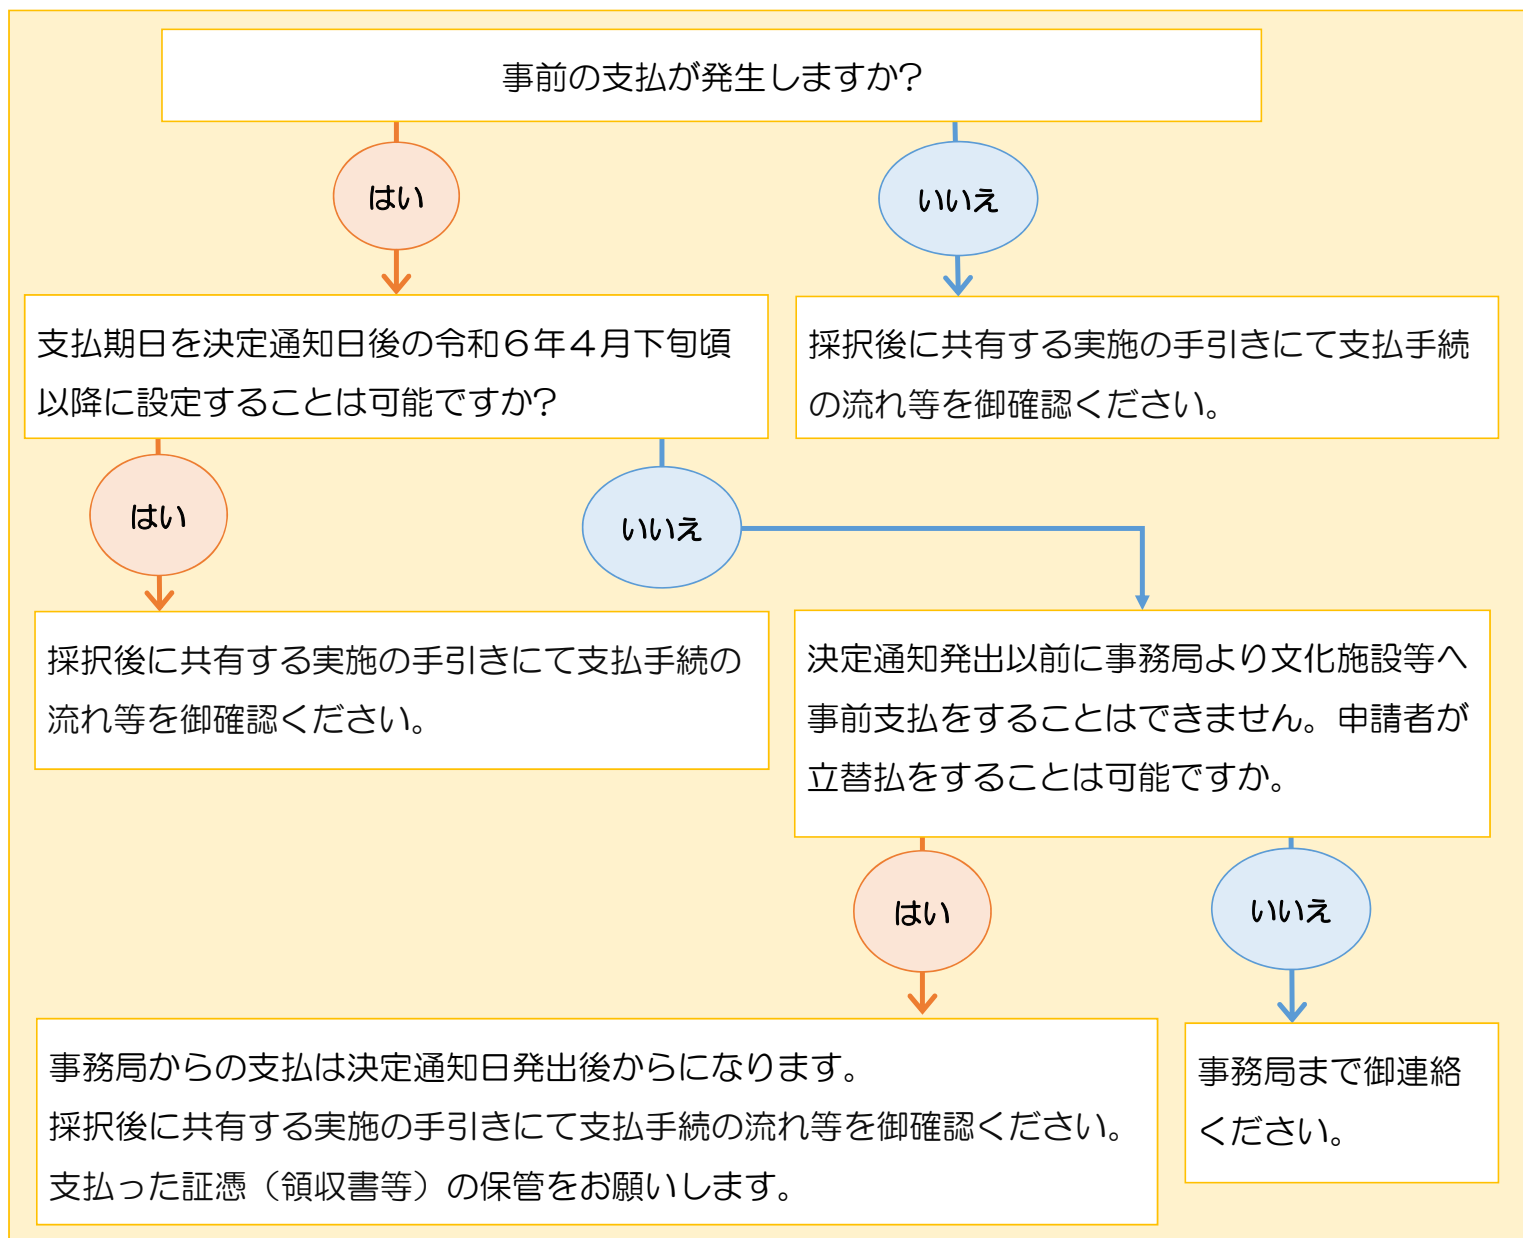 事前の支払が発生しますか?
はい
いいえ
支払期日を決定通知日後の令和６年４月下旬頃
以降に設定することは可能ですか?
採択後に共有する実施の手引きにて支払手続
の流れ等を御確認ください。
はい
いいえ
採択後に共有する実施の手引きにて支払手続の
流れ等を御確認ください。
決定通知発出以前に事務局より文化施設等へ
事前支払をすることはできません。申請者が
立替払をすることは可能ですか。
はい
いいえ
事務局からの支払は決定通知日発出後からになります。
採択後に共有する実施の手引きにて支払手続の流れ等を御確認ください。
支払った証憑（領収書等）の保管をお願いします。
事務局まで御連絡
ください。